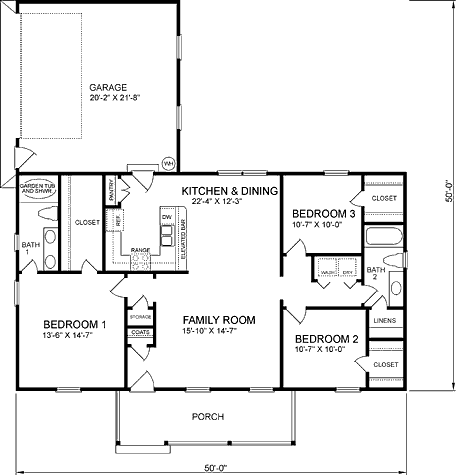 GARAGE
20'-2" X 21'-8"
WH
GARDEN TUB
AND SHWR
PANTRY
KITCHEN & DINING
22'-4" X 12'-3"
CLOSET
REF.
DW
ELEVATED BAR
RANGE
BEDROOM 3
10'-7" X 10'-0"
CLOSET
BATH
1
50'-0"
WASH
DRY
BATH
2
STORAGE
COATS
FAMILY ROOM
15'-10" X 14'-7"
BEDROOM 1
13'-6" X 14'-7"
LINENS
BEDROOM 2
10'-7" X 10'-0"
CLOSET
PORCH
50'-0"